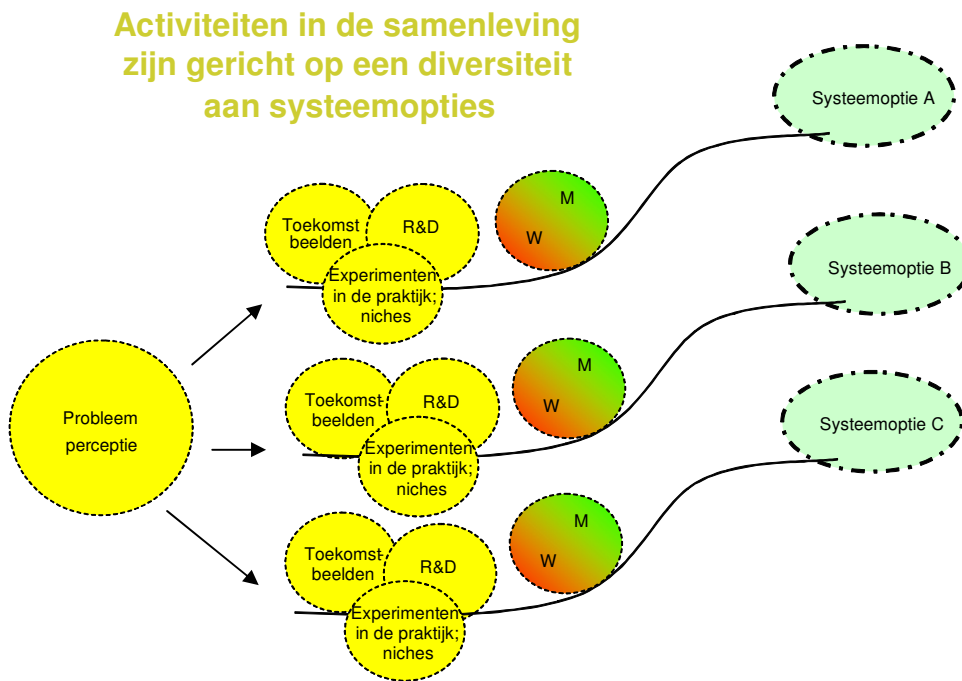 Activiteiten in de samenleving
zijn gericht op een diversiteit
aan systeemopties
Systeemoptie A
Toekomst
beelden
R&D
M
W
Experimenten
in de praktijk;
niches
Systeemoptie B
Probleem
perceptie
Toekomst-
beelden
R&D
M
W
Experimenten
in de praktijk;
niches
Systeemoptie C
Toekomst-
beelden
R&D
M
W
Experimenten
in de praktijk;
niches